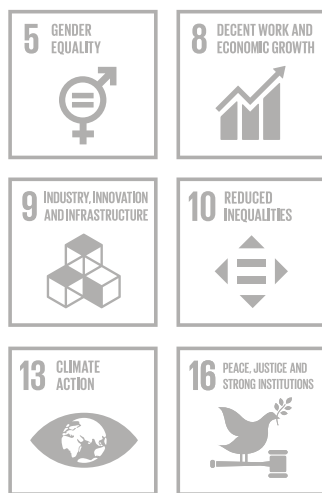 5 GENDER
EQUALITY
8 DECENT WORK AND
ECONOMIC GROWTH
9 INDUSTRY, INNOVATION
AND INFRASTRUCTURE
10 REDUCED
INEQUALITIES
13 CLIMATE
ACTION
16 PEACE, JUSTICE AND
STRONG INSTITUTIONS